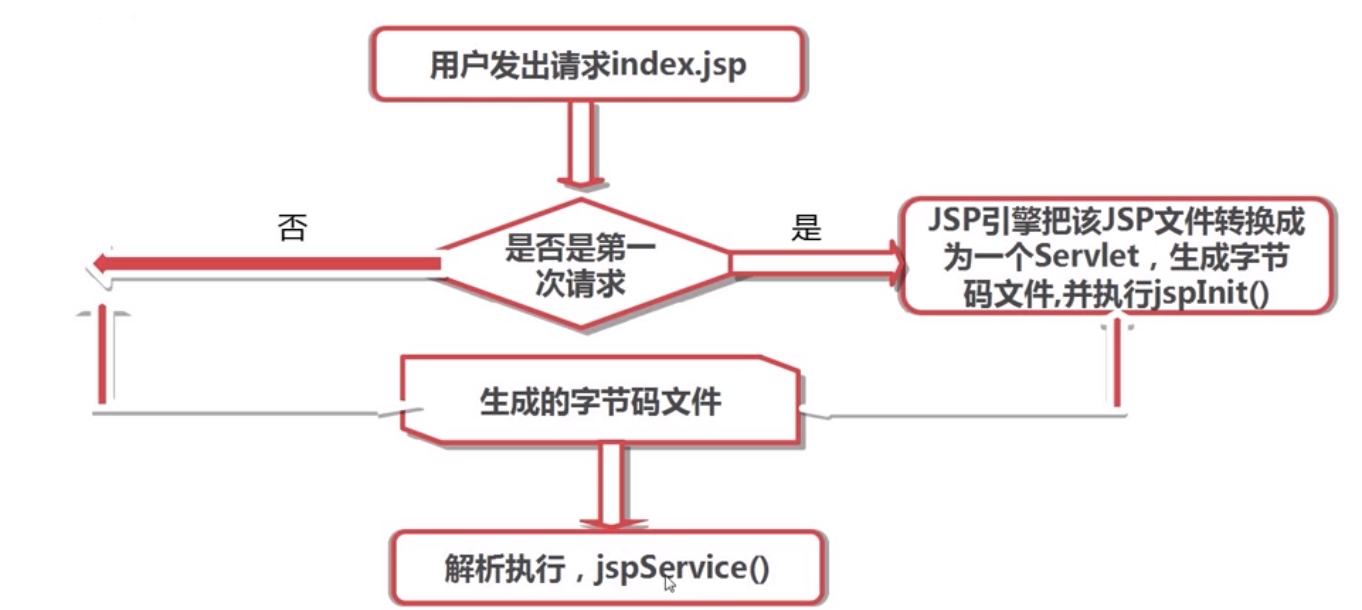 用户发出请求index.jsp
否
是否是第一
次请求
是
JSP引擎把该JSP文件转换成
为一个Servlet，生成字节
码文件,并执行jspInit()
生成的字节码文件
解析执行，jspService()